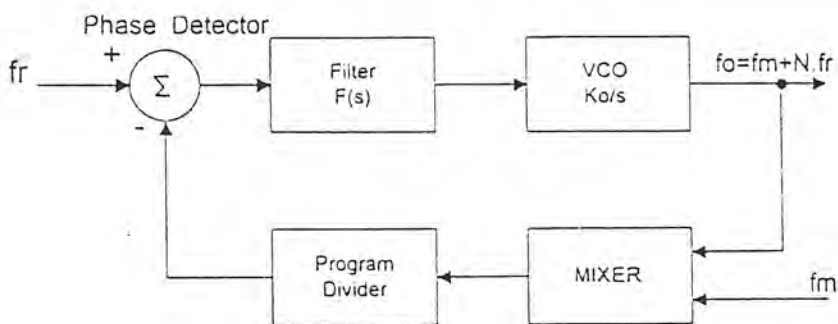 Phase Detector
+
fr
Σ
-
Filter
F(s)
VCO
Ko/s
fo=fm+N.fr
Program
Divider
MIXER
fm